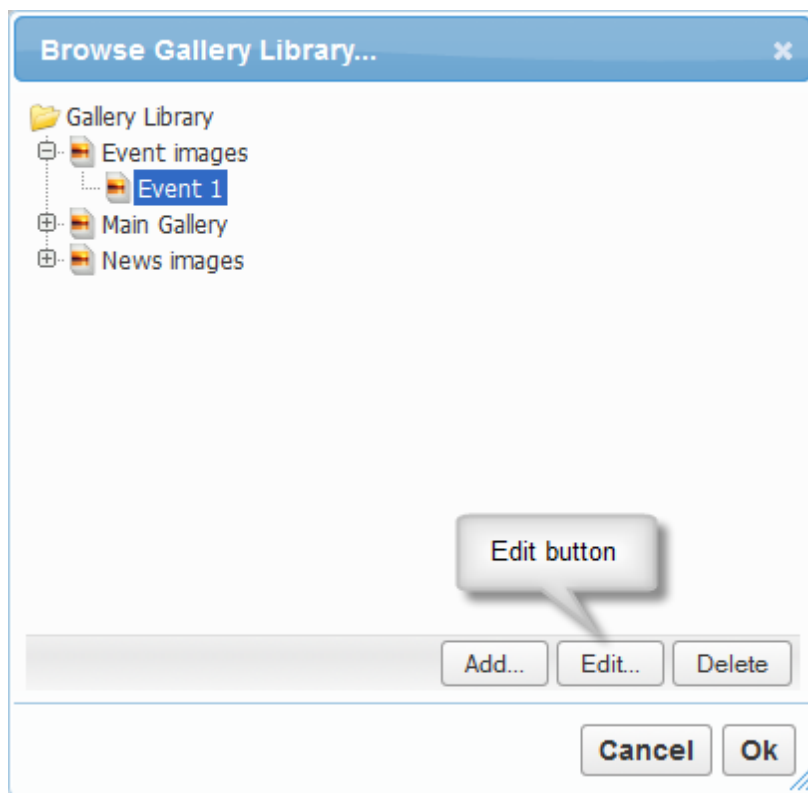 Browse Gallery Library...
Gallery Library
Event images
Event 1
Main Gallery
News images
Edit button
Add... Edit... Delete
Cancel Ok